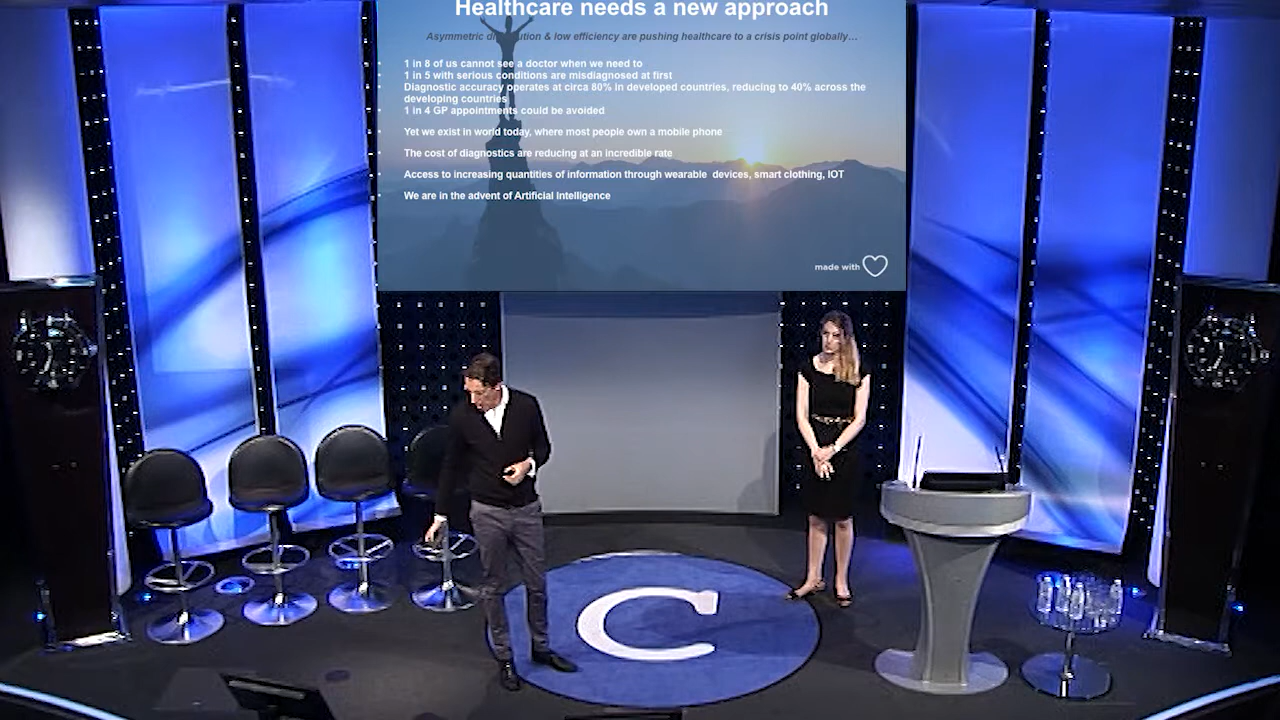 Healthcare needs a new approach
Asymmetric & low efficiency are pushing healthcare to a crisis point globally…
1 in 8 of us cannot see a doctor when we need to
1 in 5 with serious conditions are misdiagnosed at first
Diagnostic accuracy operates at circa 80% in developed countries, reducing to 40% across the
developing countries
1 in 4 GP appointments could be avoided
Yet we exist in world today, where most people own a mobile phone
The cost of diagnostics are reducing at an incredible rate
Access to increasing quantities of information through wearable devices, smart clothing, IOT
We are in the advent of Artificial Intelligence
made with
C